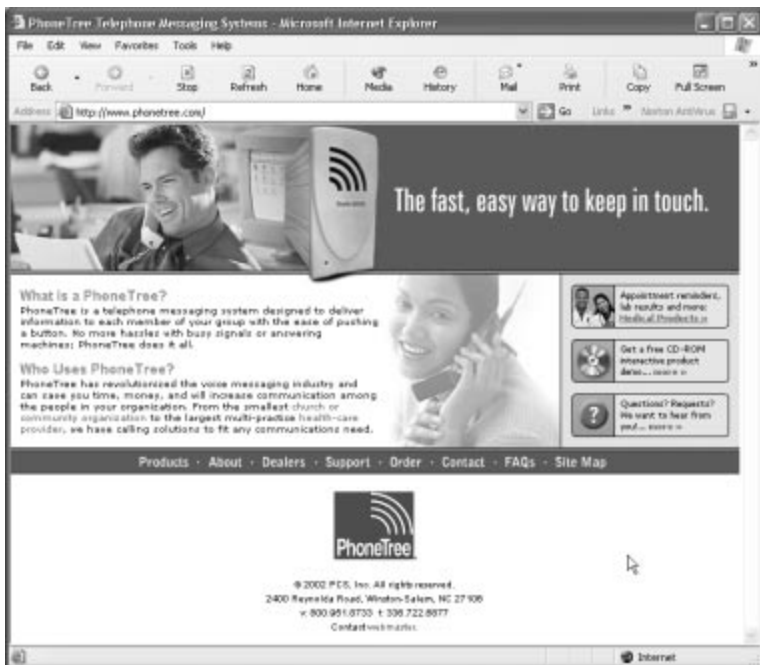 PhoneTree Telephone Messaging Systems - Microsoft Internet Explorer
File Edit View Favorites Tools Help
Back Forward Stop Refresh Home Media History Mail Print Copy Full Screen »
Address http://www.phonetree.com/ Go Links » Norton AntiVirus
The fast, easy way to keep in touch.
What is a PhoneTree?
PhoneTree is a telephone messaging system designed to deliver
information to each member of your group with the ease of pushing
a button. No more hassles with busy signals or answering
machines; PhoneTree does it all.
Who Uses PhoneTree?
PhoneTree has revolutionized the voice messaging industry and
can save you time, money, and will increase communication among
the people in your organization. From the smallest church or
community organization to the largest multi-practice health-care
provider, we have calling solutions to fit any communications need.
Appointment reminders,
lab results and more:
Medical Products »
Get a free CD-ROM
interactive product
demo... more »
?
Questions? Requests?
We want to hear from
you!... more »
Products · About · Dealers · Support · Order · Contact · FAQs · Site Map
PhoneTree
© 2002 PCS, Inc. All rights reserved.
2400 Reynolda Road, Winston-Salem, NC 27106
Contact webmaster.
Internet